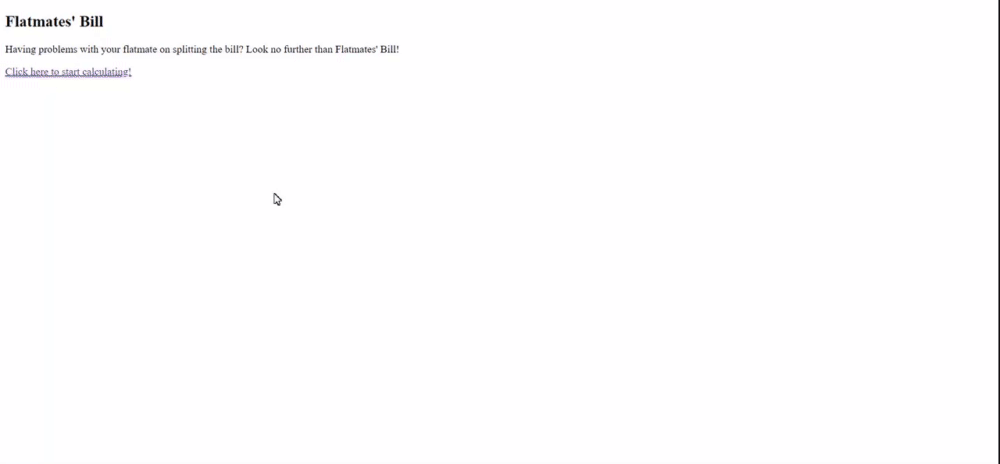 Flatmates' Bill
Having problems with your flatmate on splitting the bill? Look no further than Flatmates' Bill!
Click here to start calculating!